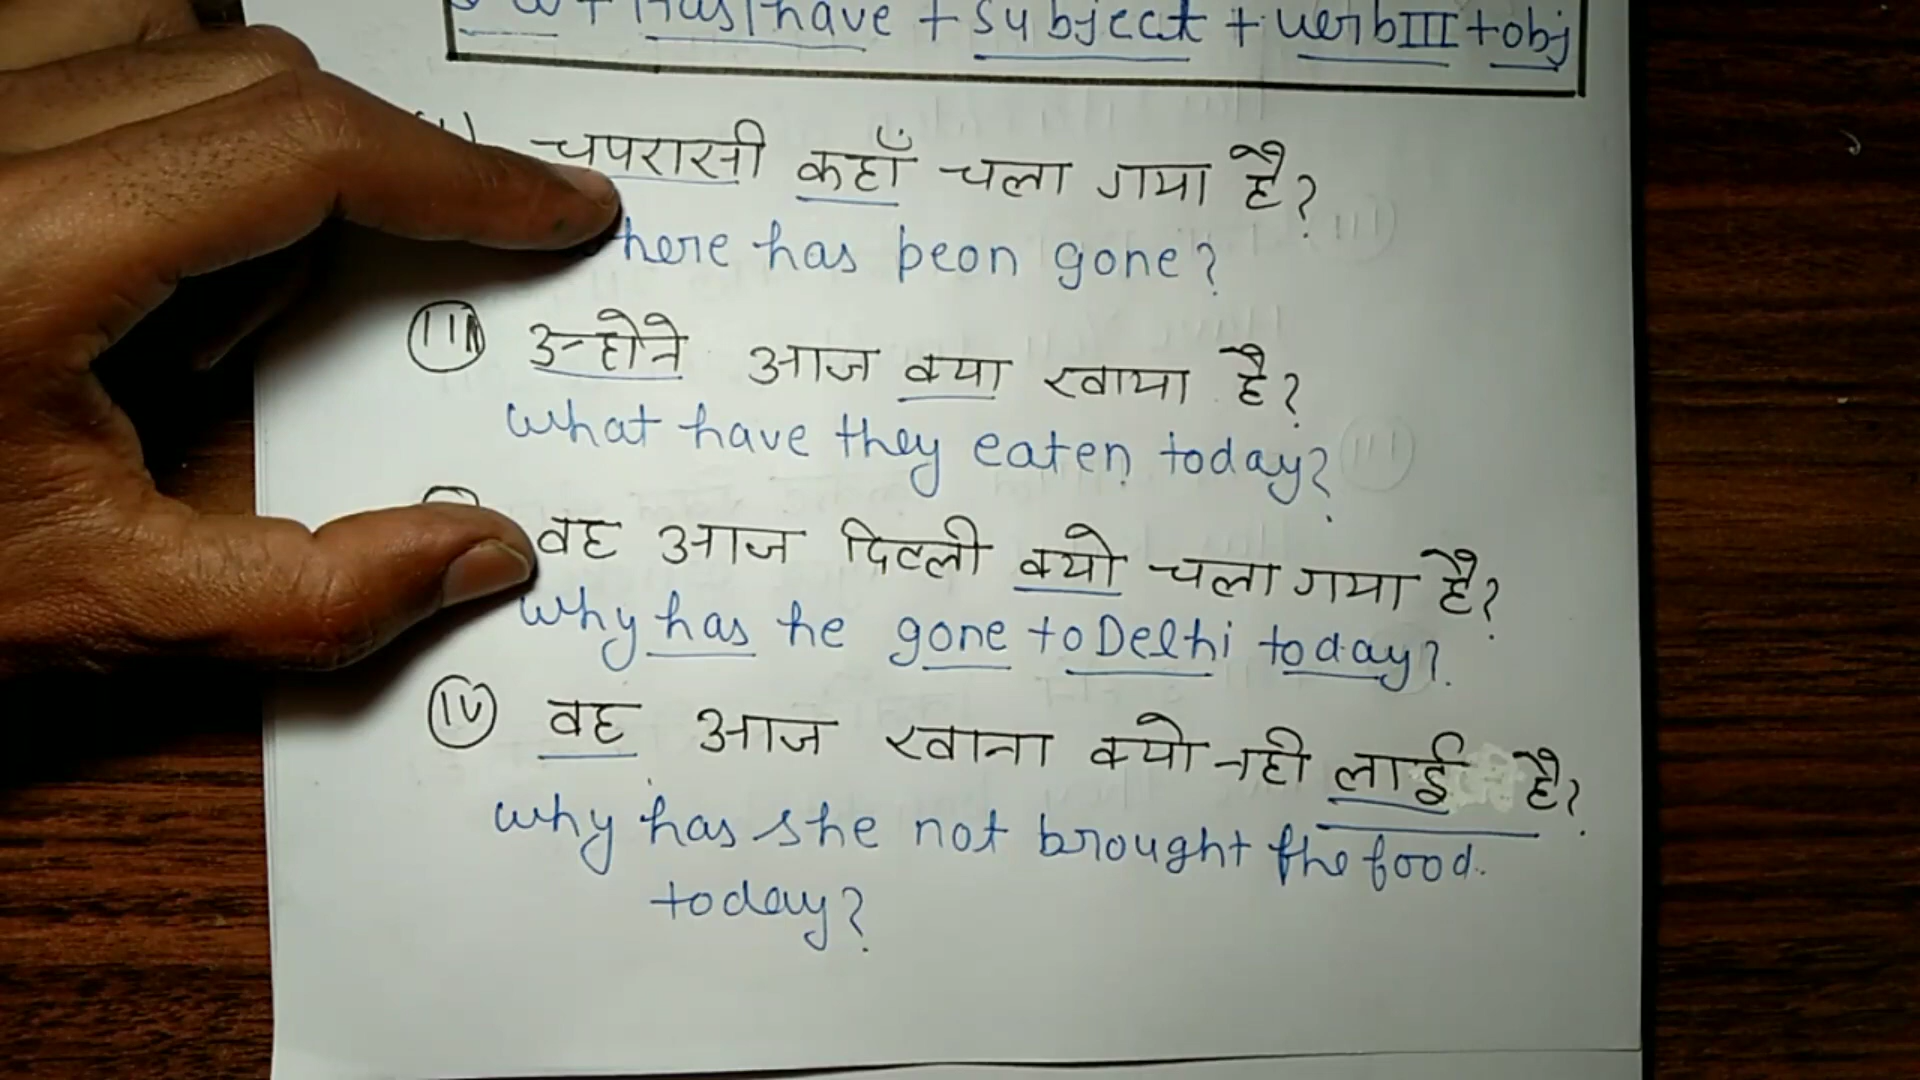 + Has/have + subject + verbIII + obj
चपरासी कहाँ चला गया है?
here has peon gone?
(III) उन्होने आज क्या खाया है?
what have they eaten today?
वह आज दिल्ली क्यो चला गया है?
why has he gone to Delhi today?
(IV) वह आज खाना क्यो नही लाई है?
why has she not brought the food.
today?